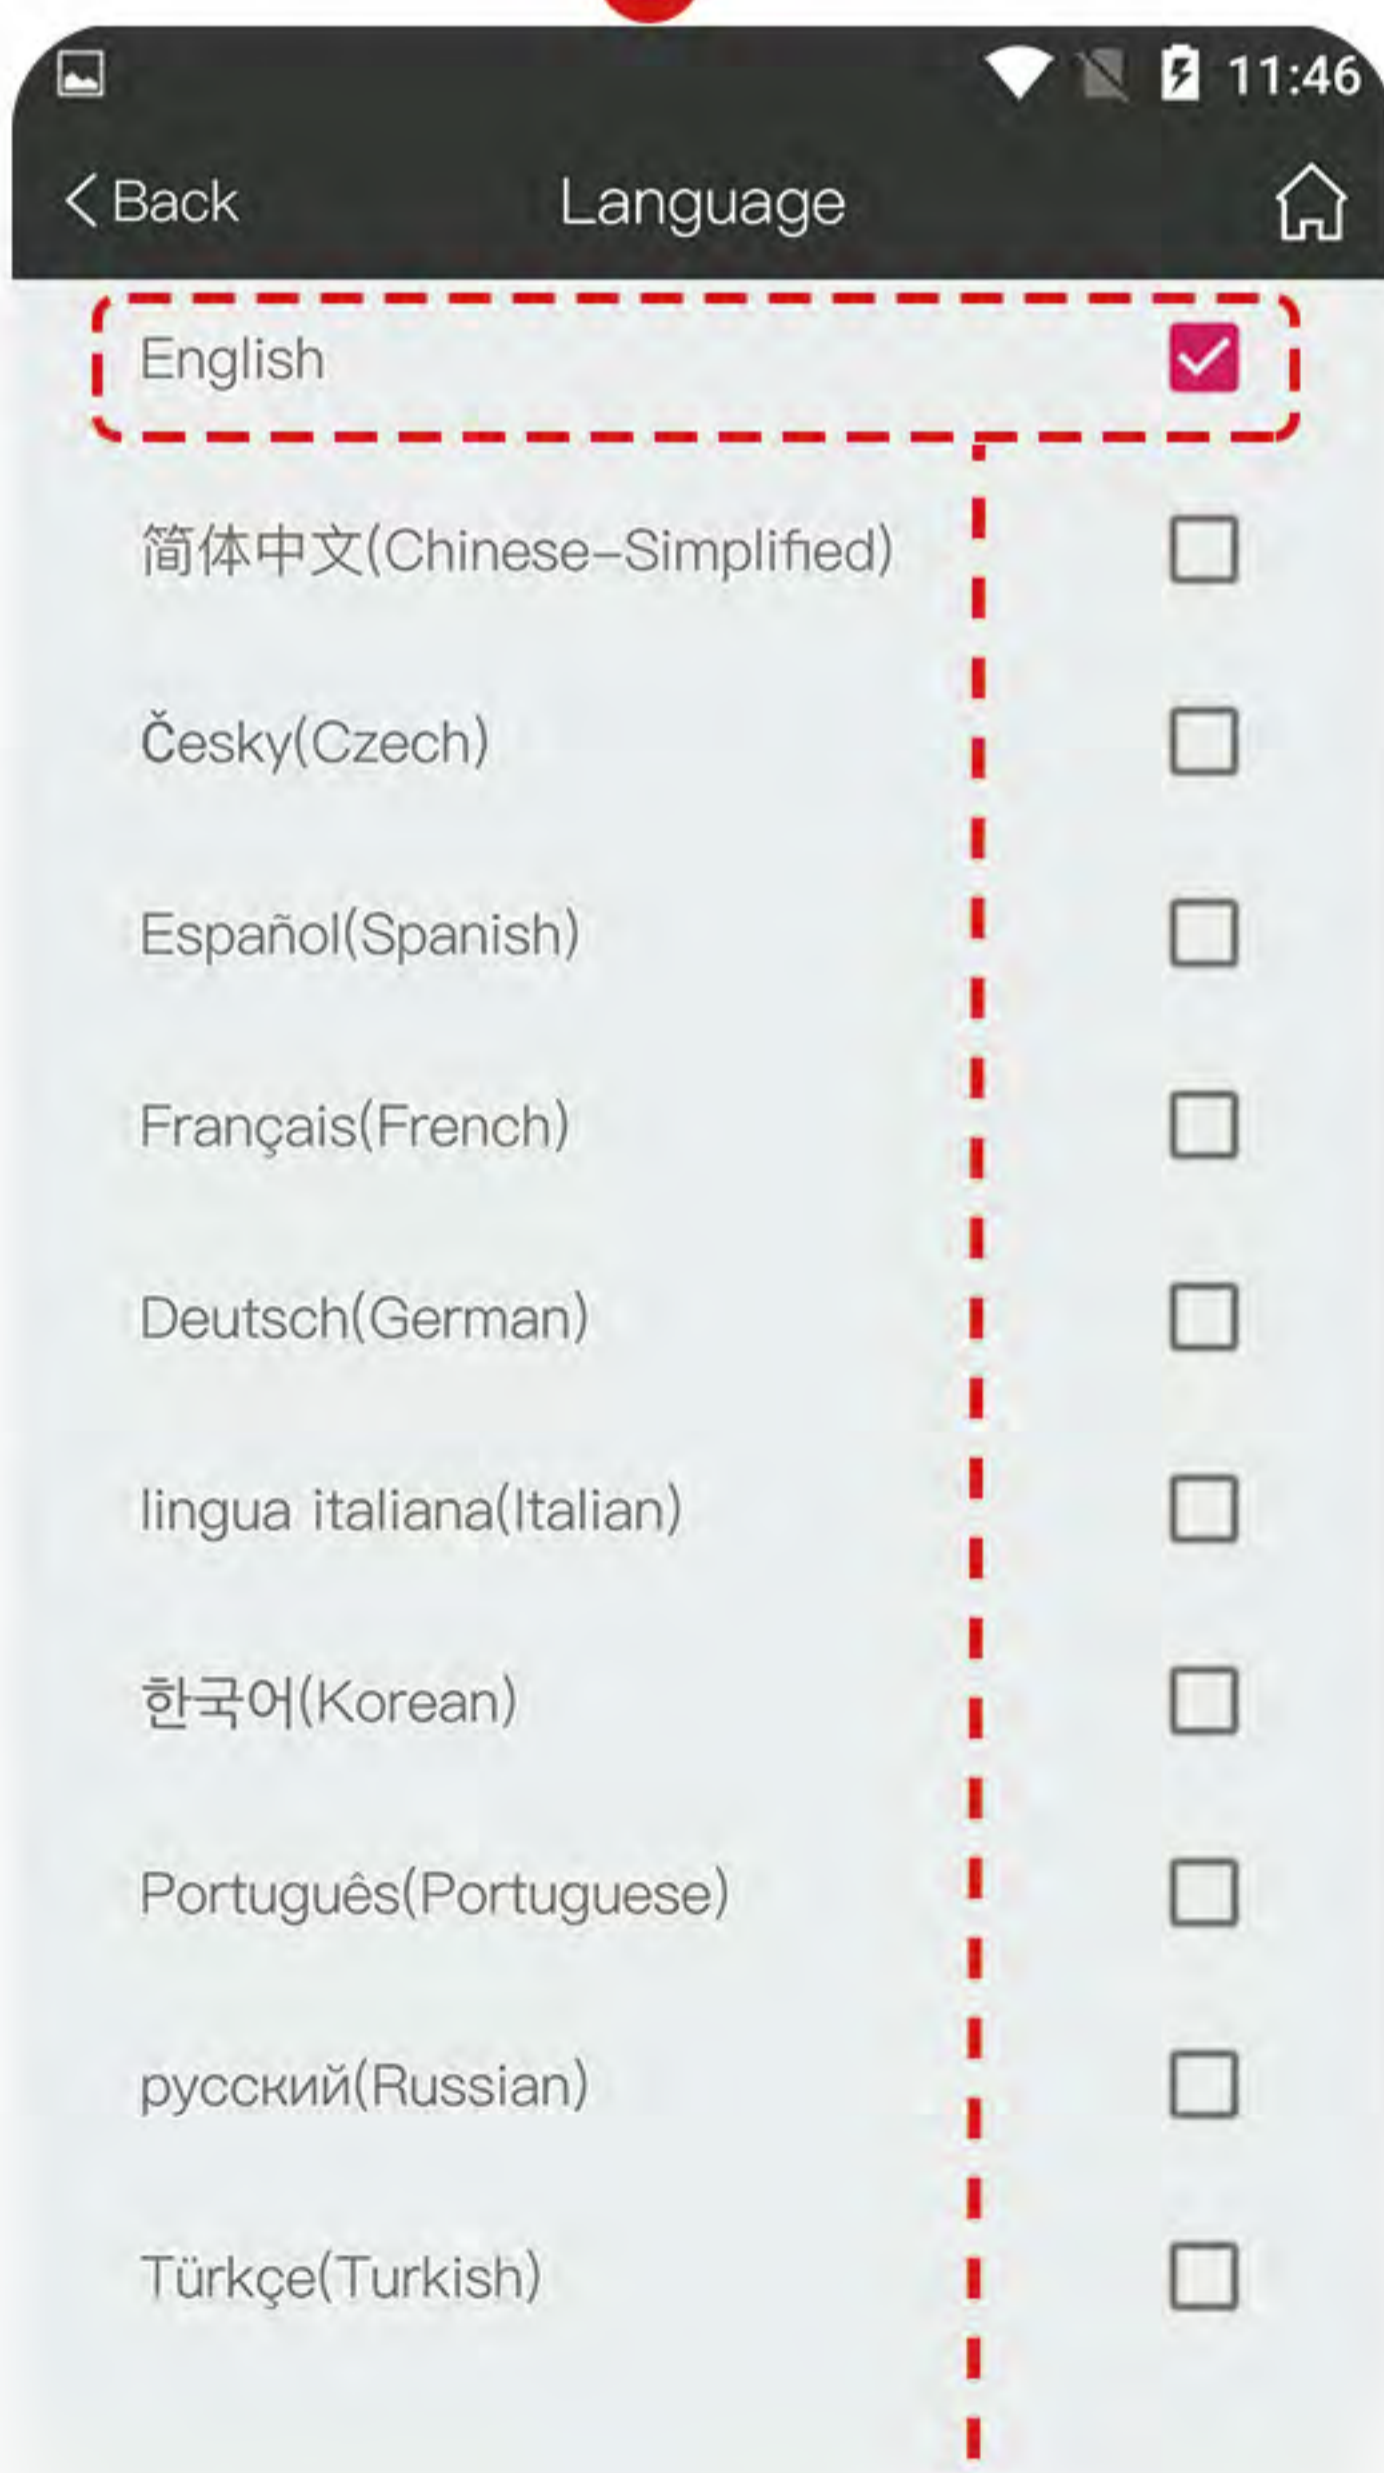 11:46
Back
Language
English
简体中文(Chinese–Simplified)
Česky(Czech)
Español(Spanish)
Français(French)
Deutsch(German)
lingua italiana(Italian)
한국어(Korean)
Português(Portuguese)
русский(Russian)
Türkçe(Turkish)